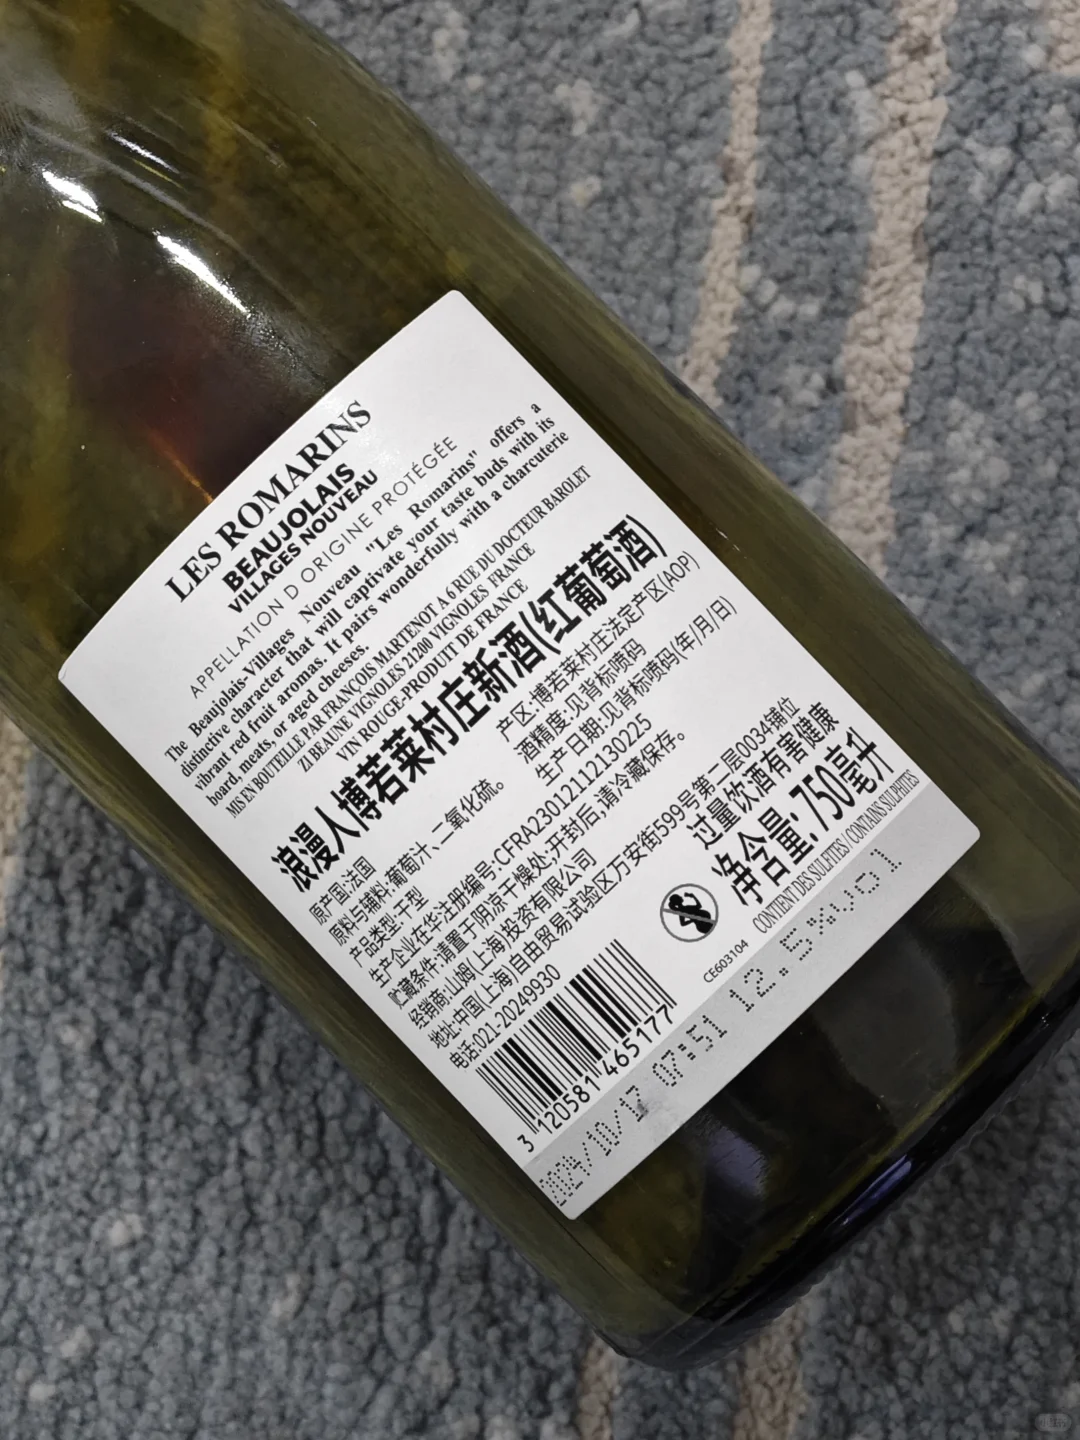 LES ROMARINS
BEAUJOLAIS
VILLAGES NOUVEAU
APPELLATION D ORIGINE PROTÉGÉE
The Beaujolais-Villages Nouveau "Les Romarins" offers a
distinctive character that will captivate your taste buds with its
vibrant red fruit aromas. It pairs wonderfully with a charcuterie
board, meats, or aged cheeses.
MIS EN BOUTEILLE PAR FRANÇOIS MARTENOT A 6 RUE DU DOCTEUR BAROLET
ZI BEAUNE VIGNOLES 21200 VIGNOLES FRANCE
VIN ROUGE-PRODUIT DE FRANCE
浪漫人博若莱村庄新酒(红葡萄酒)
原产国:法国
产区:博若莱村庄法定产区(AOP)
原料与辅料:葡萄汁、二氧化硫。
酒精度:见背标喷码
产品类型:干型
生产日期:见背标喷码(年/月/日)
生产企业在华注册编号:CFRA23012112130225
贮藏条件:请置于阴凉干燥处,开封后,请冷藏保存。
经销商:山姆(上海)投资有限公司
地址:中国(上海)自由贸易试验区万安街599号第一层0034铺位
电话:021-20249930
过量饮酒有害健康
净含量:750毫升
CONTENT DES SULFITES / CONTAINS SULPHITES
CE603104
3 120581 465177
2024/10/17 07:51 12.5%vol